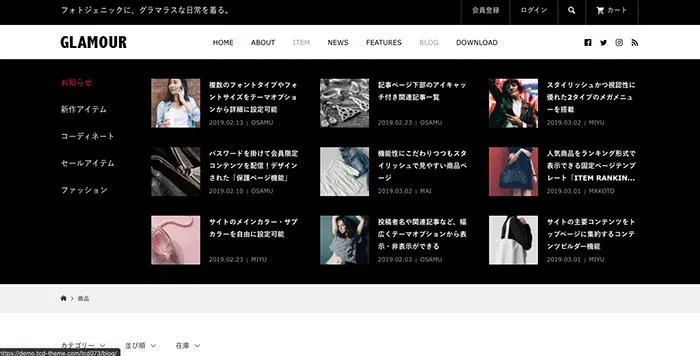 フォトジェニックに、グラマラスな日常を着る。
会員登録
ログイン
カート
GLAMOUR
HOME
ABOUT
ITEM
NEWS
FEATURES
BLOG
DOWNLOAD
お知らせ
新作アイテム
コーディネート
セールアイテム
ファッション
複数のフォントタイプやフォ
ントサイズをテーマオプショ
ンから詳細に設定可能
2019.02.13 | OSAMU
記事ページ下部のアイキャッ
チ付き関連記事一覧
2019.02.23 | OSAMU
スタイリッシュかつ視認性に
優れた2タイプのメガメニュ
ーを搭載
2019.03.02 | MIYU
パスワードを掛けて会員限定
コンテンツを配信！デザイン
された「保護ページ機能」
2019.02.10 | OSAMU
機能性にこだわりつつもスタ
イリッシュで見やすい商品ペ
ージ
2019.03.02 | MAI
人気商品をランキング形式で
表示できる固定ページテンプ
レート「ITEM RANKIN...
2019.03.01 | MAKOTO
サイトのメインカラー・サブ
カラーを自由に設定可能
2019.02.23 | MIYU
投稿者名や関連記事など、幅
広くテーマオプションから表
示・非表示ができる
2019.02.03 | OSAMU
サイトの主要コンテンツをト
ップページに集約するコンテ
ンツビルダー機能
2019.03.01 | MIYU
商品
カテゴリー
並び順
在庫
https://demo.tcd-theme.com/tcd073/blog/